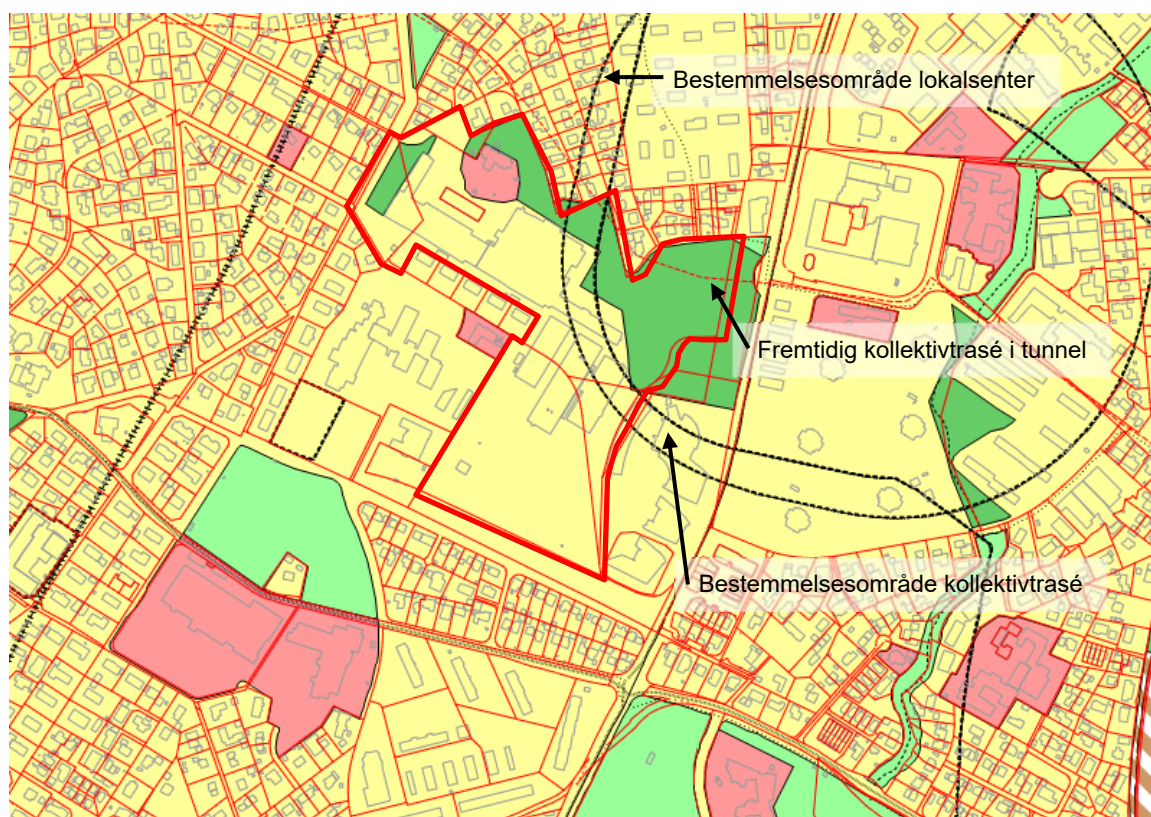 Bestemmelsesområde lokalsenter
Fremtidig kollektivtrasé i tunnel
Bestemmelsesområde kollektivtrasé